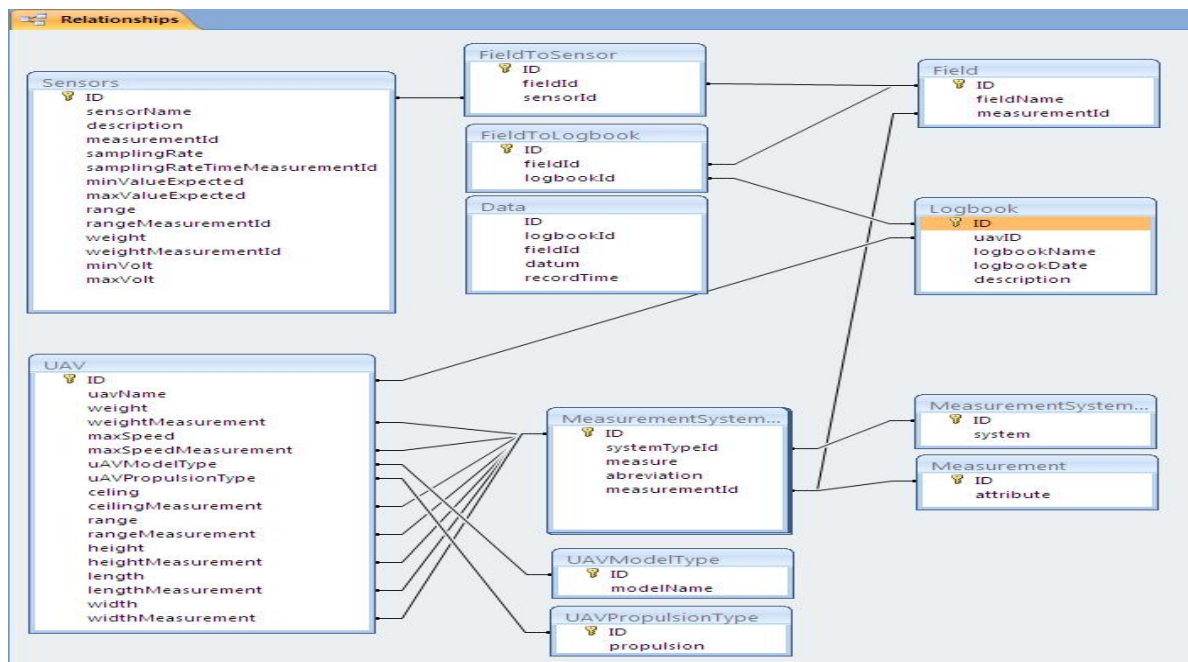 Relationships
Sensors
ID
sensorName
description
measurementId
samplingRate
samplingRateTimeMeasurementId
minValueExpected
maxValueExpected
range
rangeMeasurementId
weight
weightMeasurementId
minVolt
maxVolt
FieldToSensor
ID
fieldId
sensorId
FieldToLogbook
ID
fieldId
logbookId
Data
ID
logbookId
fieldId
datum
recordTime
Field
ID
fieldName
measurementId
Logbook
ID
uavID
logbookName
logbookDate
description
UAV
ID
uavName
weight
weightMeasurement
maxSpeed
maxSpeedMeasurement
uAVModelType
uAVPropulsionType
celing
ceilingMeasurement
range
rangeMeasurement
height
heightMeasurement
length
lengthMeasurement
width
widthMeasurement
MeasurementSystem...
ID
systemTypeId
measure
abreviation
measurementId
UAVModelType
ID
modelName
UAVPropulsionType
ID
propulsion
MeasurementSystem...
ID
system
Measurement
ID
attribute